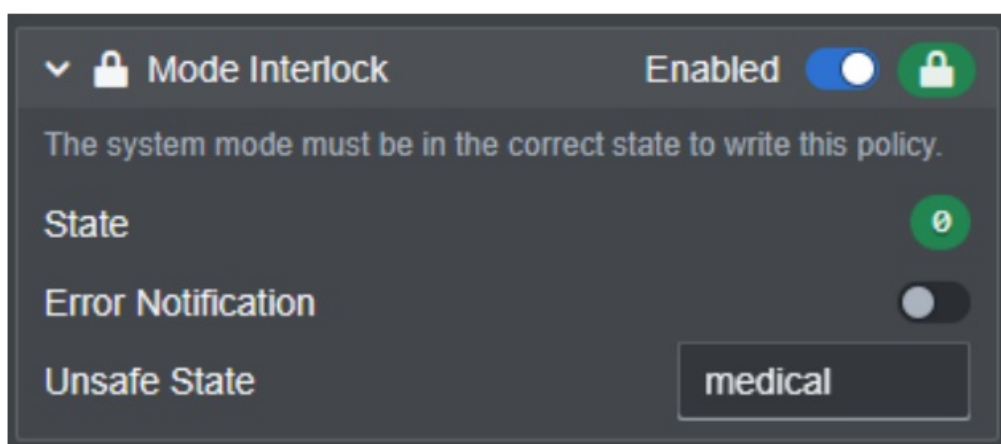 Mode Interlock Enabled
The system mode must be in the correct state to write this policy.
State 0
Error Notification
Unsafe State medical